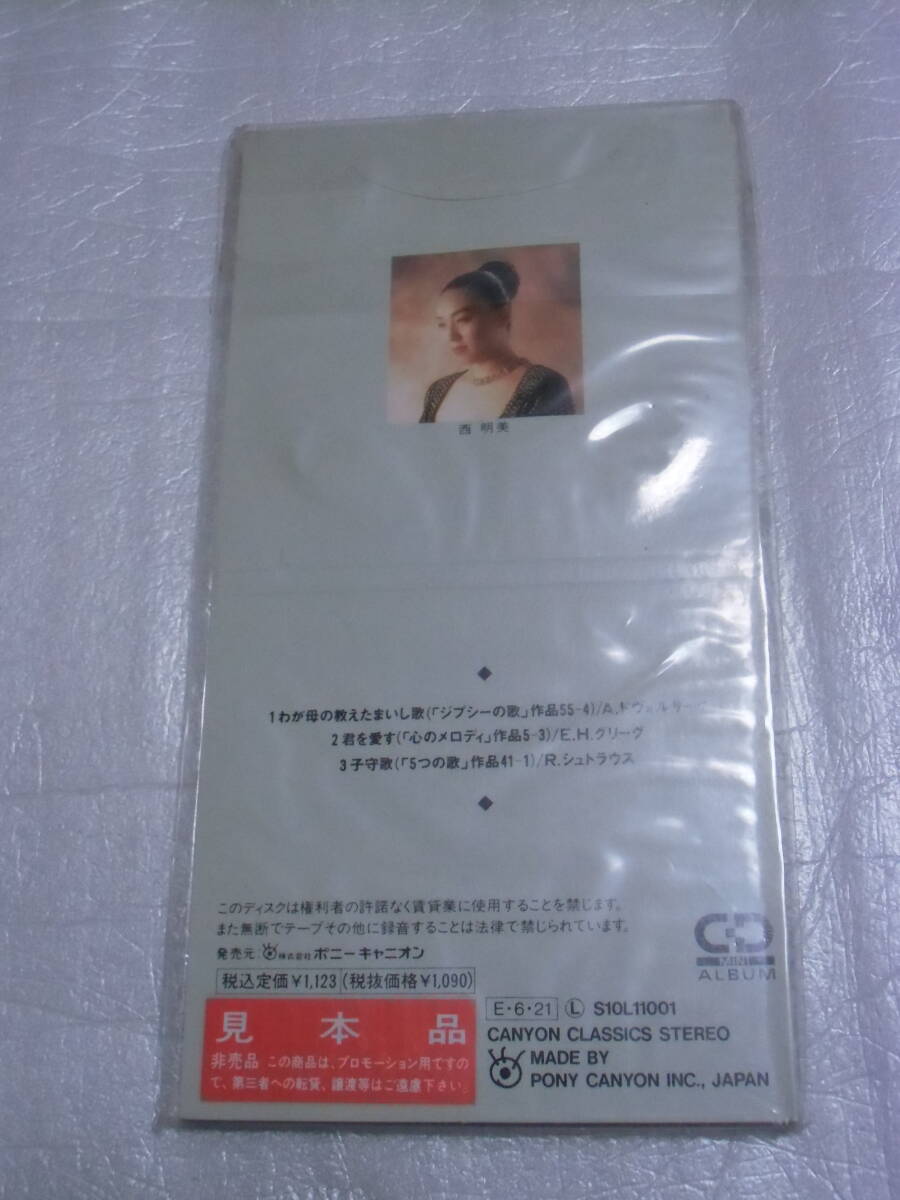 西 明美
◆
1 わが母の教えたまいし歌(「ジプシーの歌」作品55-4)/A.ドヴォルザーク
2 君を愛す(「心のメロディ」作品5-3)/E.H.グリーグ
3 子守歌(「5つの歌」作品41-1)/R.シュトラウス
◆
このディスクは権利者の許諾なく賃貸業に使用することを禁じます。
また無断でテープその他に録音することは法律で禁じられています。
発売元:株式会社ポニーキャニオン
税込定価¥1,123(税抜価格¥1,090)
CD
MINI
ALBUM
見本品
非売品 この商品は、プロモーション用ですの
で、第三者への転貸、譲渡等はご遠慮下さい。
E・6・21 Ⓛ S10L11001
CANYON CLASSICS STEREO
MADE BY
PONY CANYON INC., JAPAN